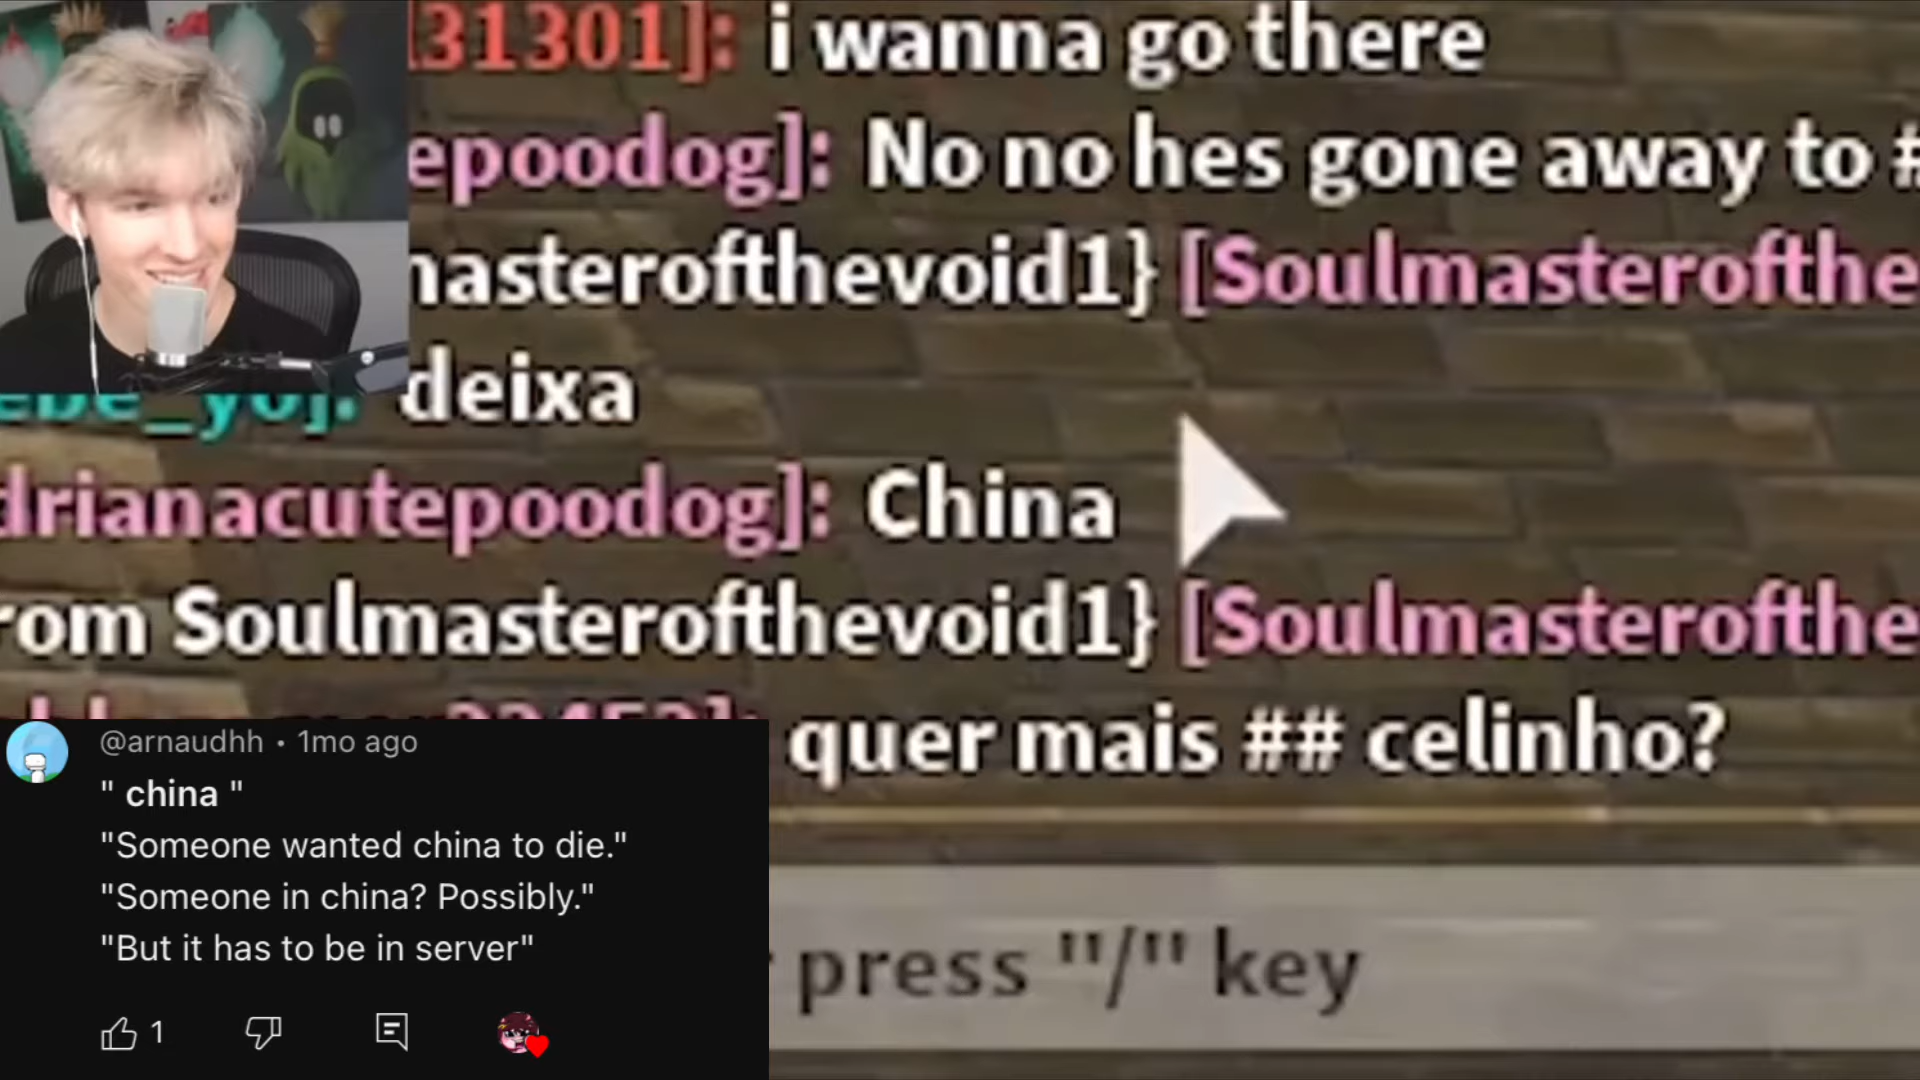 31301]: i wanna go there
epoodog]: No no hes gone away to #
masterofthevoid1} [Soulmasterofthe
ebe_yo]: deixa
drianacutepoodog]: China
rom Soulmasterofthevoid1} [Soulmasterofthe
quer mais ## celinho?
press "/" key
@arnaudhh • 1mo ago
" china "
"Someone wanted china to die."
"Someone in china? Possibly."
"But it has to be in server"
1